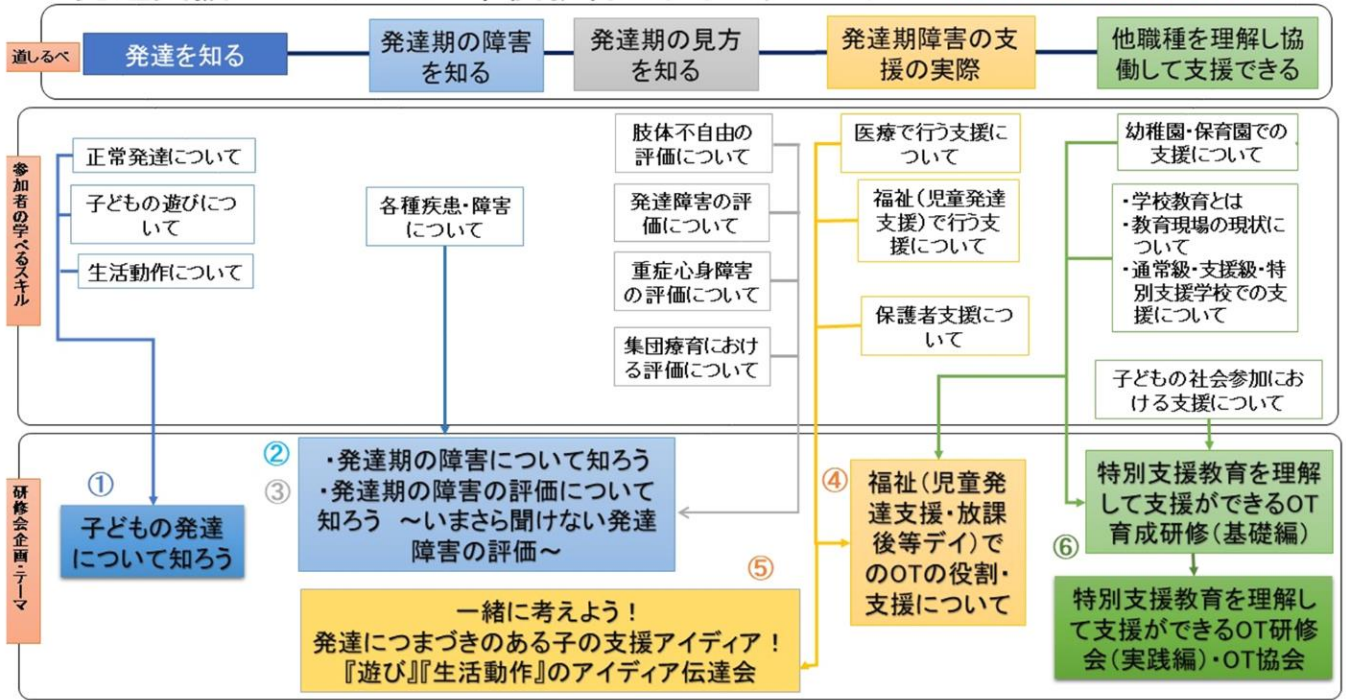 道しるべ
発達を知る
発達期の障害
を知る
発達期の見方
を知る
発達期障害の支
援の実際
他職種を理解し協
働して支援できる
参加者の学べるスキル
正常発達について
子どもの遊びにつ
いて
生活動作について
各種疾患・障害
について
肢体不自由の
評価について
発達障害の評
価について
重症心身障害
の評価について
集団療育におけ
る評価について
医療で行う支援に
ついて
福祉(児童発達
支援)で行う支
援について
保護者支援につ
いて
幼稚園・保育園での
支援について
・学校教育とは
・教育現場の現状に
ついて
・通常級・支援級・特
別支援学校での支
援について
子どもの社会参加にお
ける支援について
研修会企画・テーマ
①
子どもの発達
について知ろう
②
③
・発達期の障害について知ろう
・発達期の障害の評価について
知ろう ～いまさら聞けない発達
障害の評価～
④
福祉(児童発
達支援・放課
後等デイ)で
のOTの役割・
支援について
⑤
一緒に考えよう!
発達につまづきのある子の支援アイディア!
『遊び』『生活動作』のアイディア伝達会
⑥
特別支援教育を理解
して支援ができるOT
育成研修(基礎編)
特別支援教育を理解し
て支援ができるOT研修
会(実践編)・OT協会